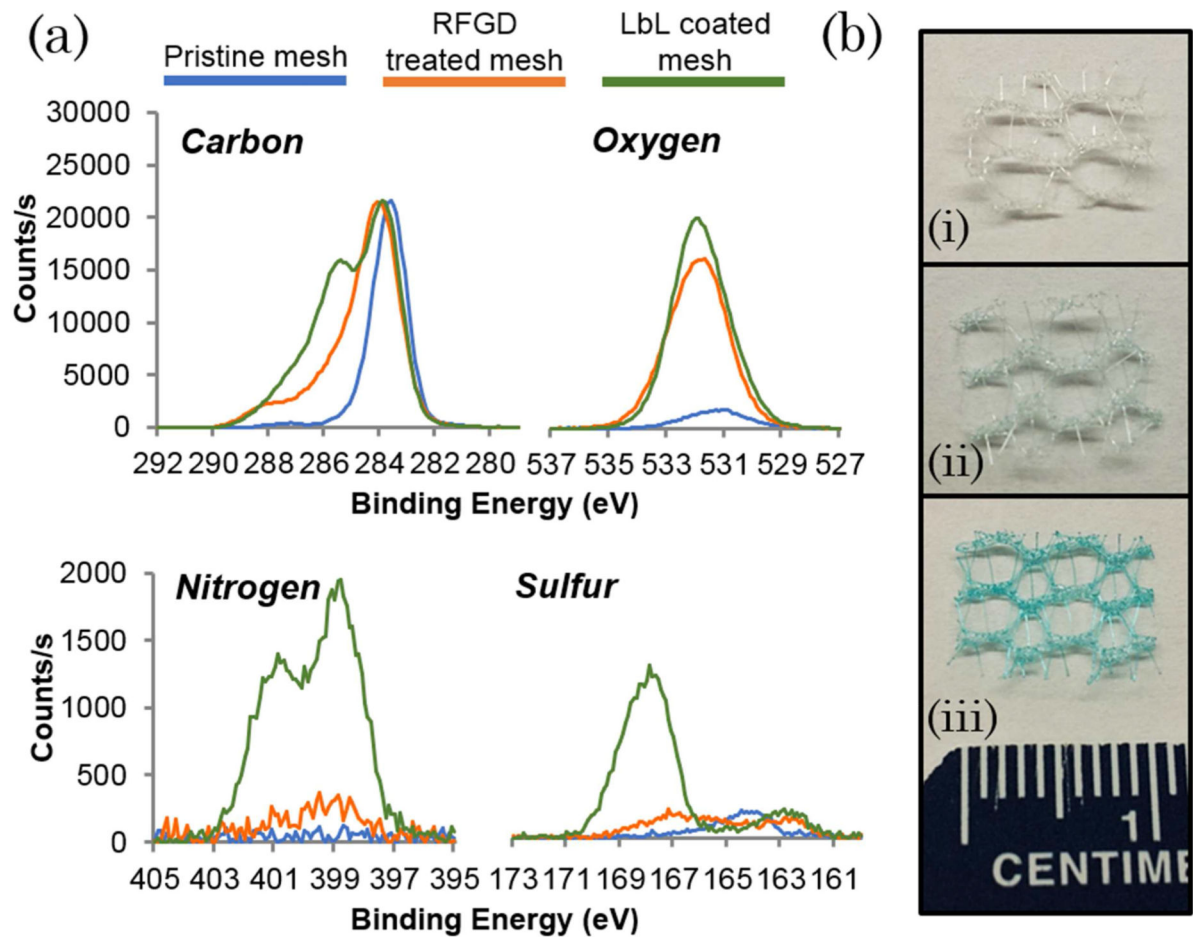 (a)
Pristine mesh
RFGD
treated mesh
LbL coated
mesh
Carbon
Oxygen
Counts/s
30000
25000
20000
15000
10000
5000
0
292 290 288 286 284 282 280
537 535 533 531 529 527
Binding Energy (eV)
Nitrogen
Sulfur
Counts/s
2000
1500
1000
500
0
405 403 401 399 397 395
173 171 169 167 165 163 161
Binding Energy (eV)
(b)
(i)
(ii)
(iii)
1
CENTIME